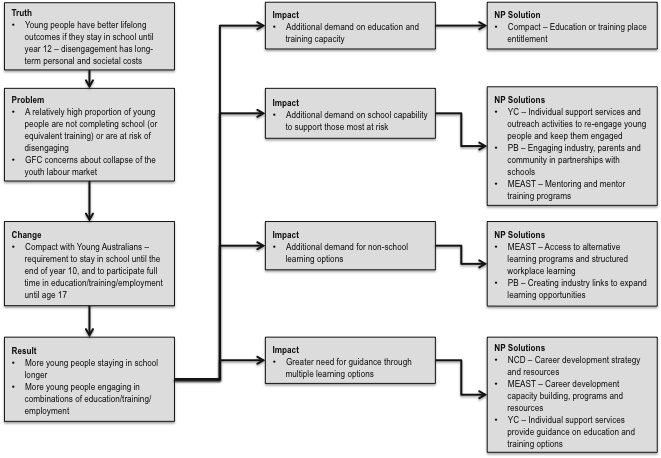 Truth
• Young people have better lifelong
outcomes if they stay in school until
year 12 – disengagement has long-
term personal and societal costs
Problem
• A relatively high proportion of young
people are not completing school (or
equivalent training) or are at risk of
disengaging
• GFC concerns about collapse of the
youth labour market
Change
• Compact with Young Australians –
requirement to stay in school until the
end of year 10, and to participate full
time in education/training/employment
until age 17
Result
• More young people staying in school
longer
• More young people engaging in
combinations of education/training/
employment
Impact
• Additional demand on education and
training capacity
NP Solution
• Compact – Education or training place
entitlement
Impact
• Additional demand on school capability
to support those most at risk
NP Solutions
• YC – Individual support services and
outreach activities to re-engage young
people and keep them engaged
• PB – Engaging industry, parents and
community in partnerships with
schools
• MEAST – Mentoring and mentor
training programs
Impact
• Additional demand for non-school
learning options
NP Solutions
• MEAST – Access to alternative
learning programs and structured
workplace learning
• PB – Creating industry links to expand
learning opportunities
Impact
• Greater need for guidance through
multiple learning options
NP Solutions
• NCD – Career development strategy
and resources
• MEAST – Career development
capacity building, programs and
resources
• YC – Individual support services
provide guidance on education and
training options